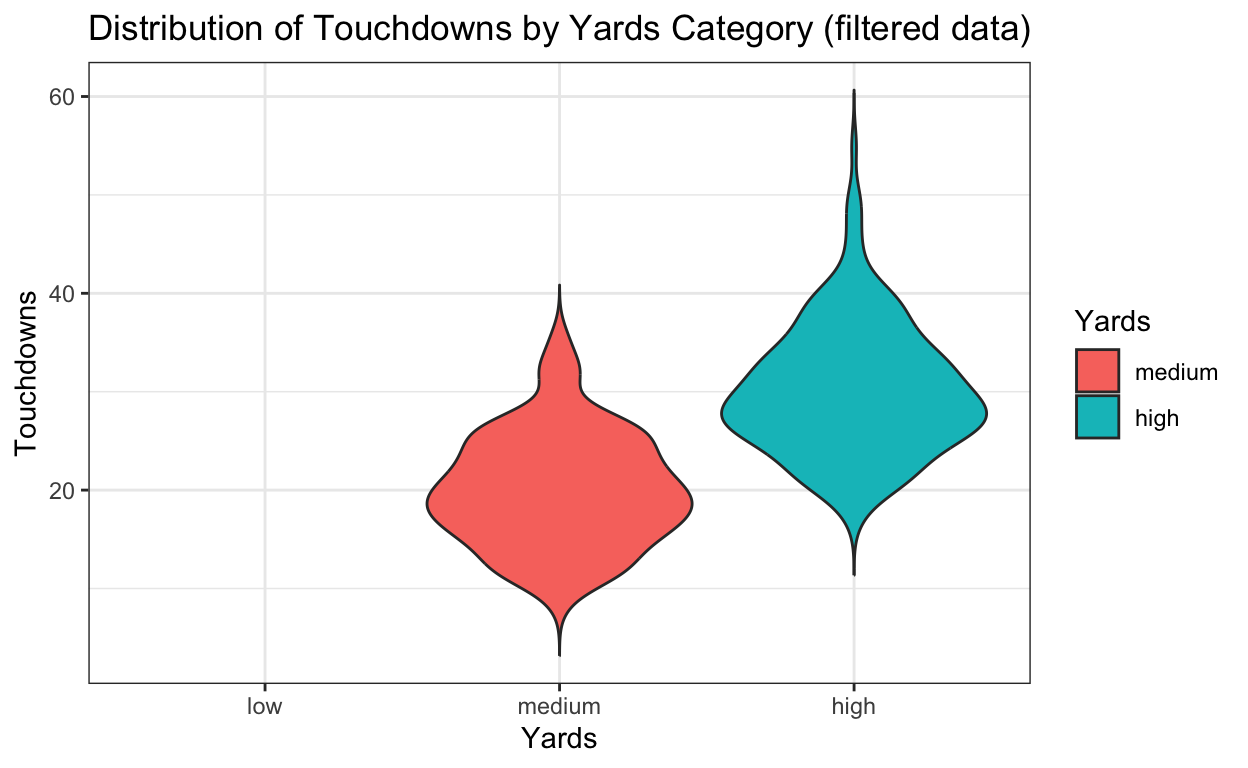 Distribution of Touchdowns by Yards Category (filtered data)
60
40
20
Touchdowns
low
medium
high
Yards
Yards
medium
high